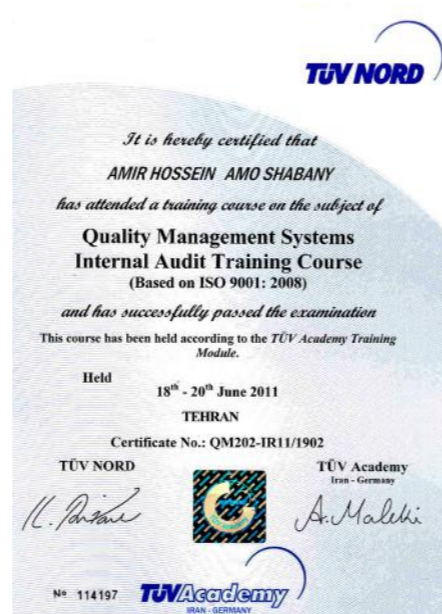 TÜV NORD
It is hereby certified that
AMIR HOSSEIN AMO SHABANY
has attended a training course on the subject of
Quality Management Systems
Internal Audit Training Course
(Based on ISO 9001: 2008)
and has successfully passed the examination
This course has been held according to the TÜV Academy Training
Module.
Held
18th - 20th June 2011
TEHRAN
Certificate No.: QM202-IR11/1902
TÜV NORD
TÜV Academy
Iran - Germany
A. Maleki
No 114197
TÜVAcademy
IRAN - GERMANY